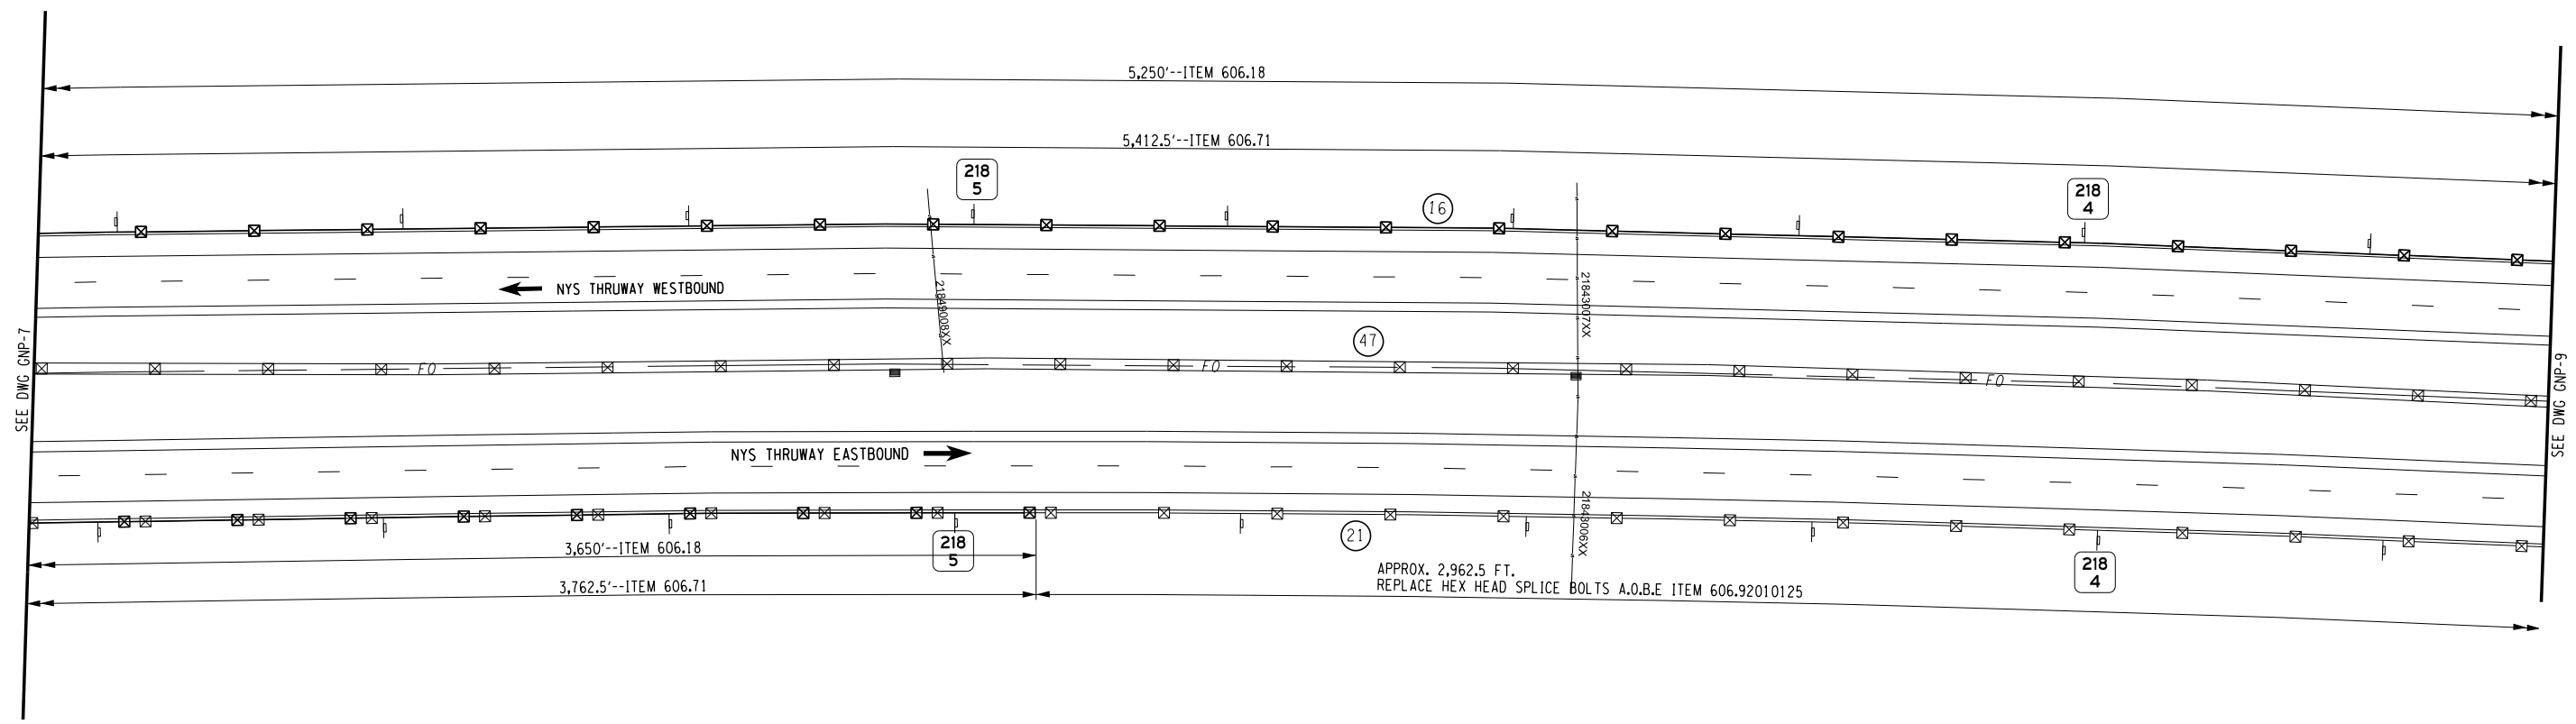 5,250'--ITEM 606.18
5,412.5'--ITEM 606.71
218
5
16
218
4
NYS THRUWAY WESTBOUND
21849008XX
21843007XX
SEE DWG GNP-7
47
FO
FO
FO
SEE DWG GNP-9
NYS THRUWAY EASTBOUND
21843006XX
3,650'--ITEM 606.18
218
5
21
218
4
3,762.5'--ITEM 606.71
APPROX. 2,962.5 FT.
REPLACE HEX HEAD SPLICE BOLTS A.O.B.E ITEM 606.92010125